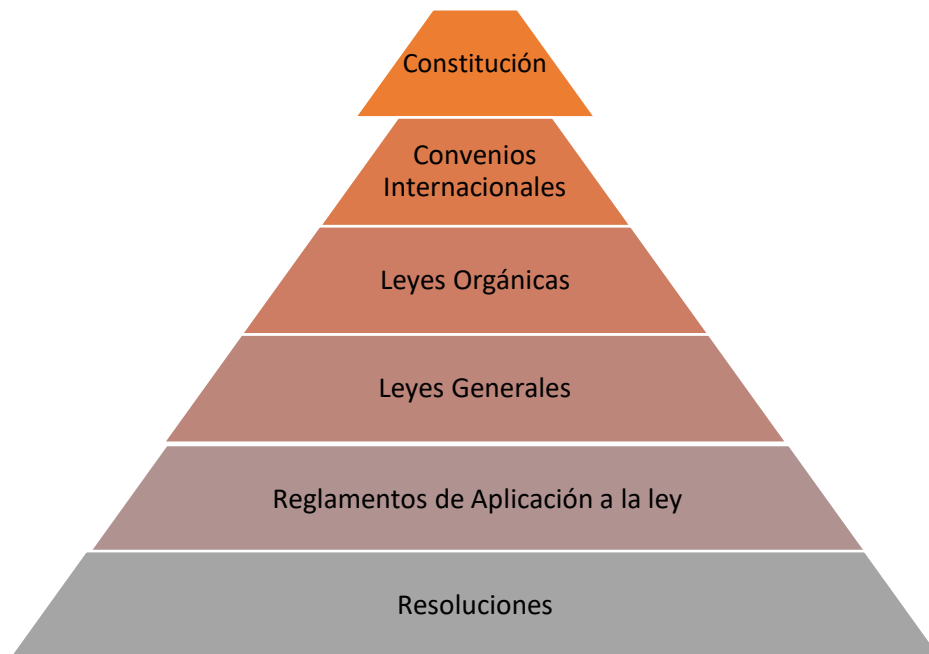 Constitución
Convenios
Internacionales
Leyes Orgánicas
Leyes Generales
Reglamentos de Aplicación a la ley
Resoluciones